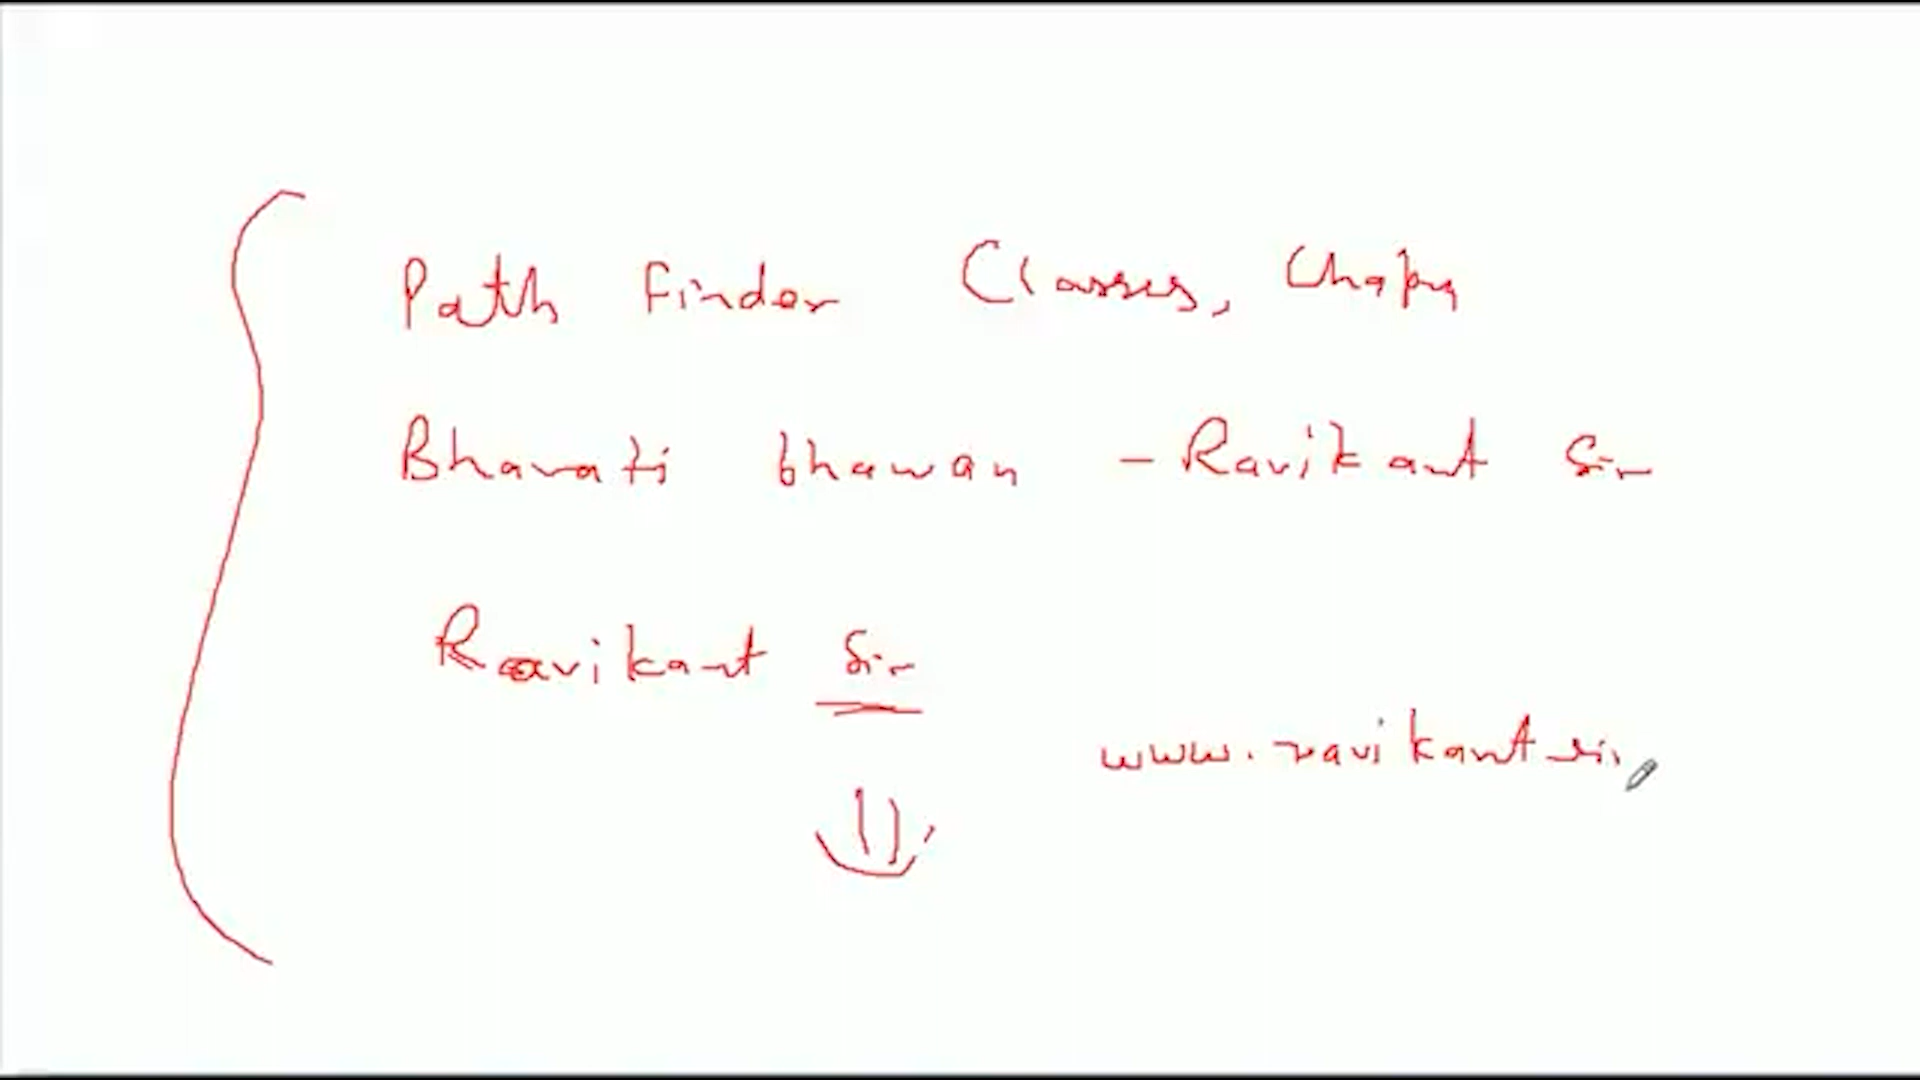 Path Finder Classes, Chapra
Bharati bhawan - Ravikant Sir
Ravikant Sir
www.ravikantsir